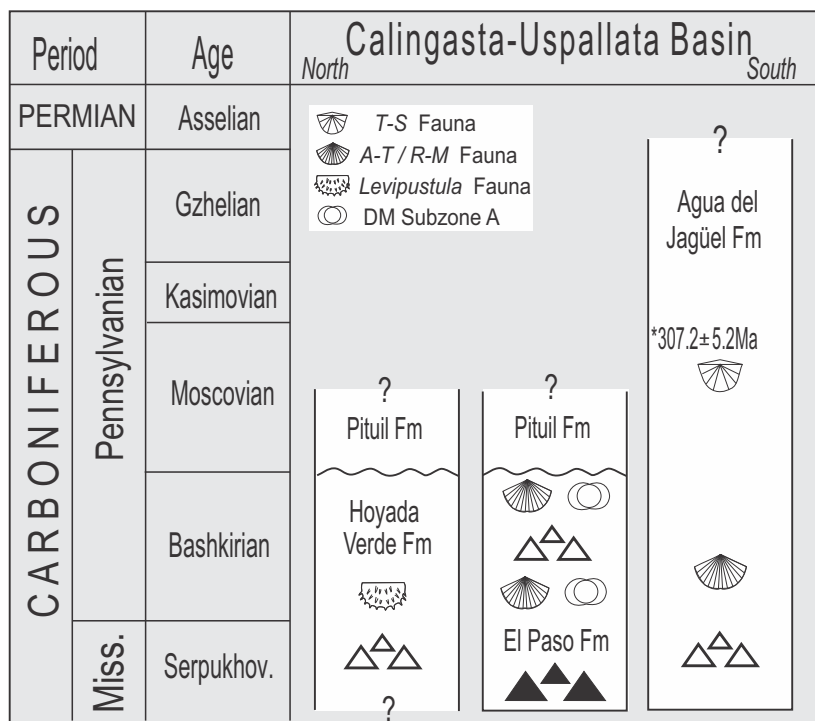 Period
Age
Calingasta-Uspallata Basin
North
South
PERMIAN
Asselian
CARBONIFEROUS
Pennsylvanian
Miss.
Gzhelian
Kasimovian
Moscovian
Bashkirian
Serpukhov.
T-S Fauna
A-T / R-M Fauna
Levipustula Fauna
DM Subzone A
?
Pituil Fm
Hoyada
Verde Fm
?
?
Pituil Fm
El Paso Fm
?
Agua del
Jagüel Fm
*307.2±5.2Ma